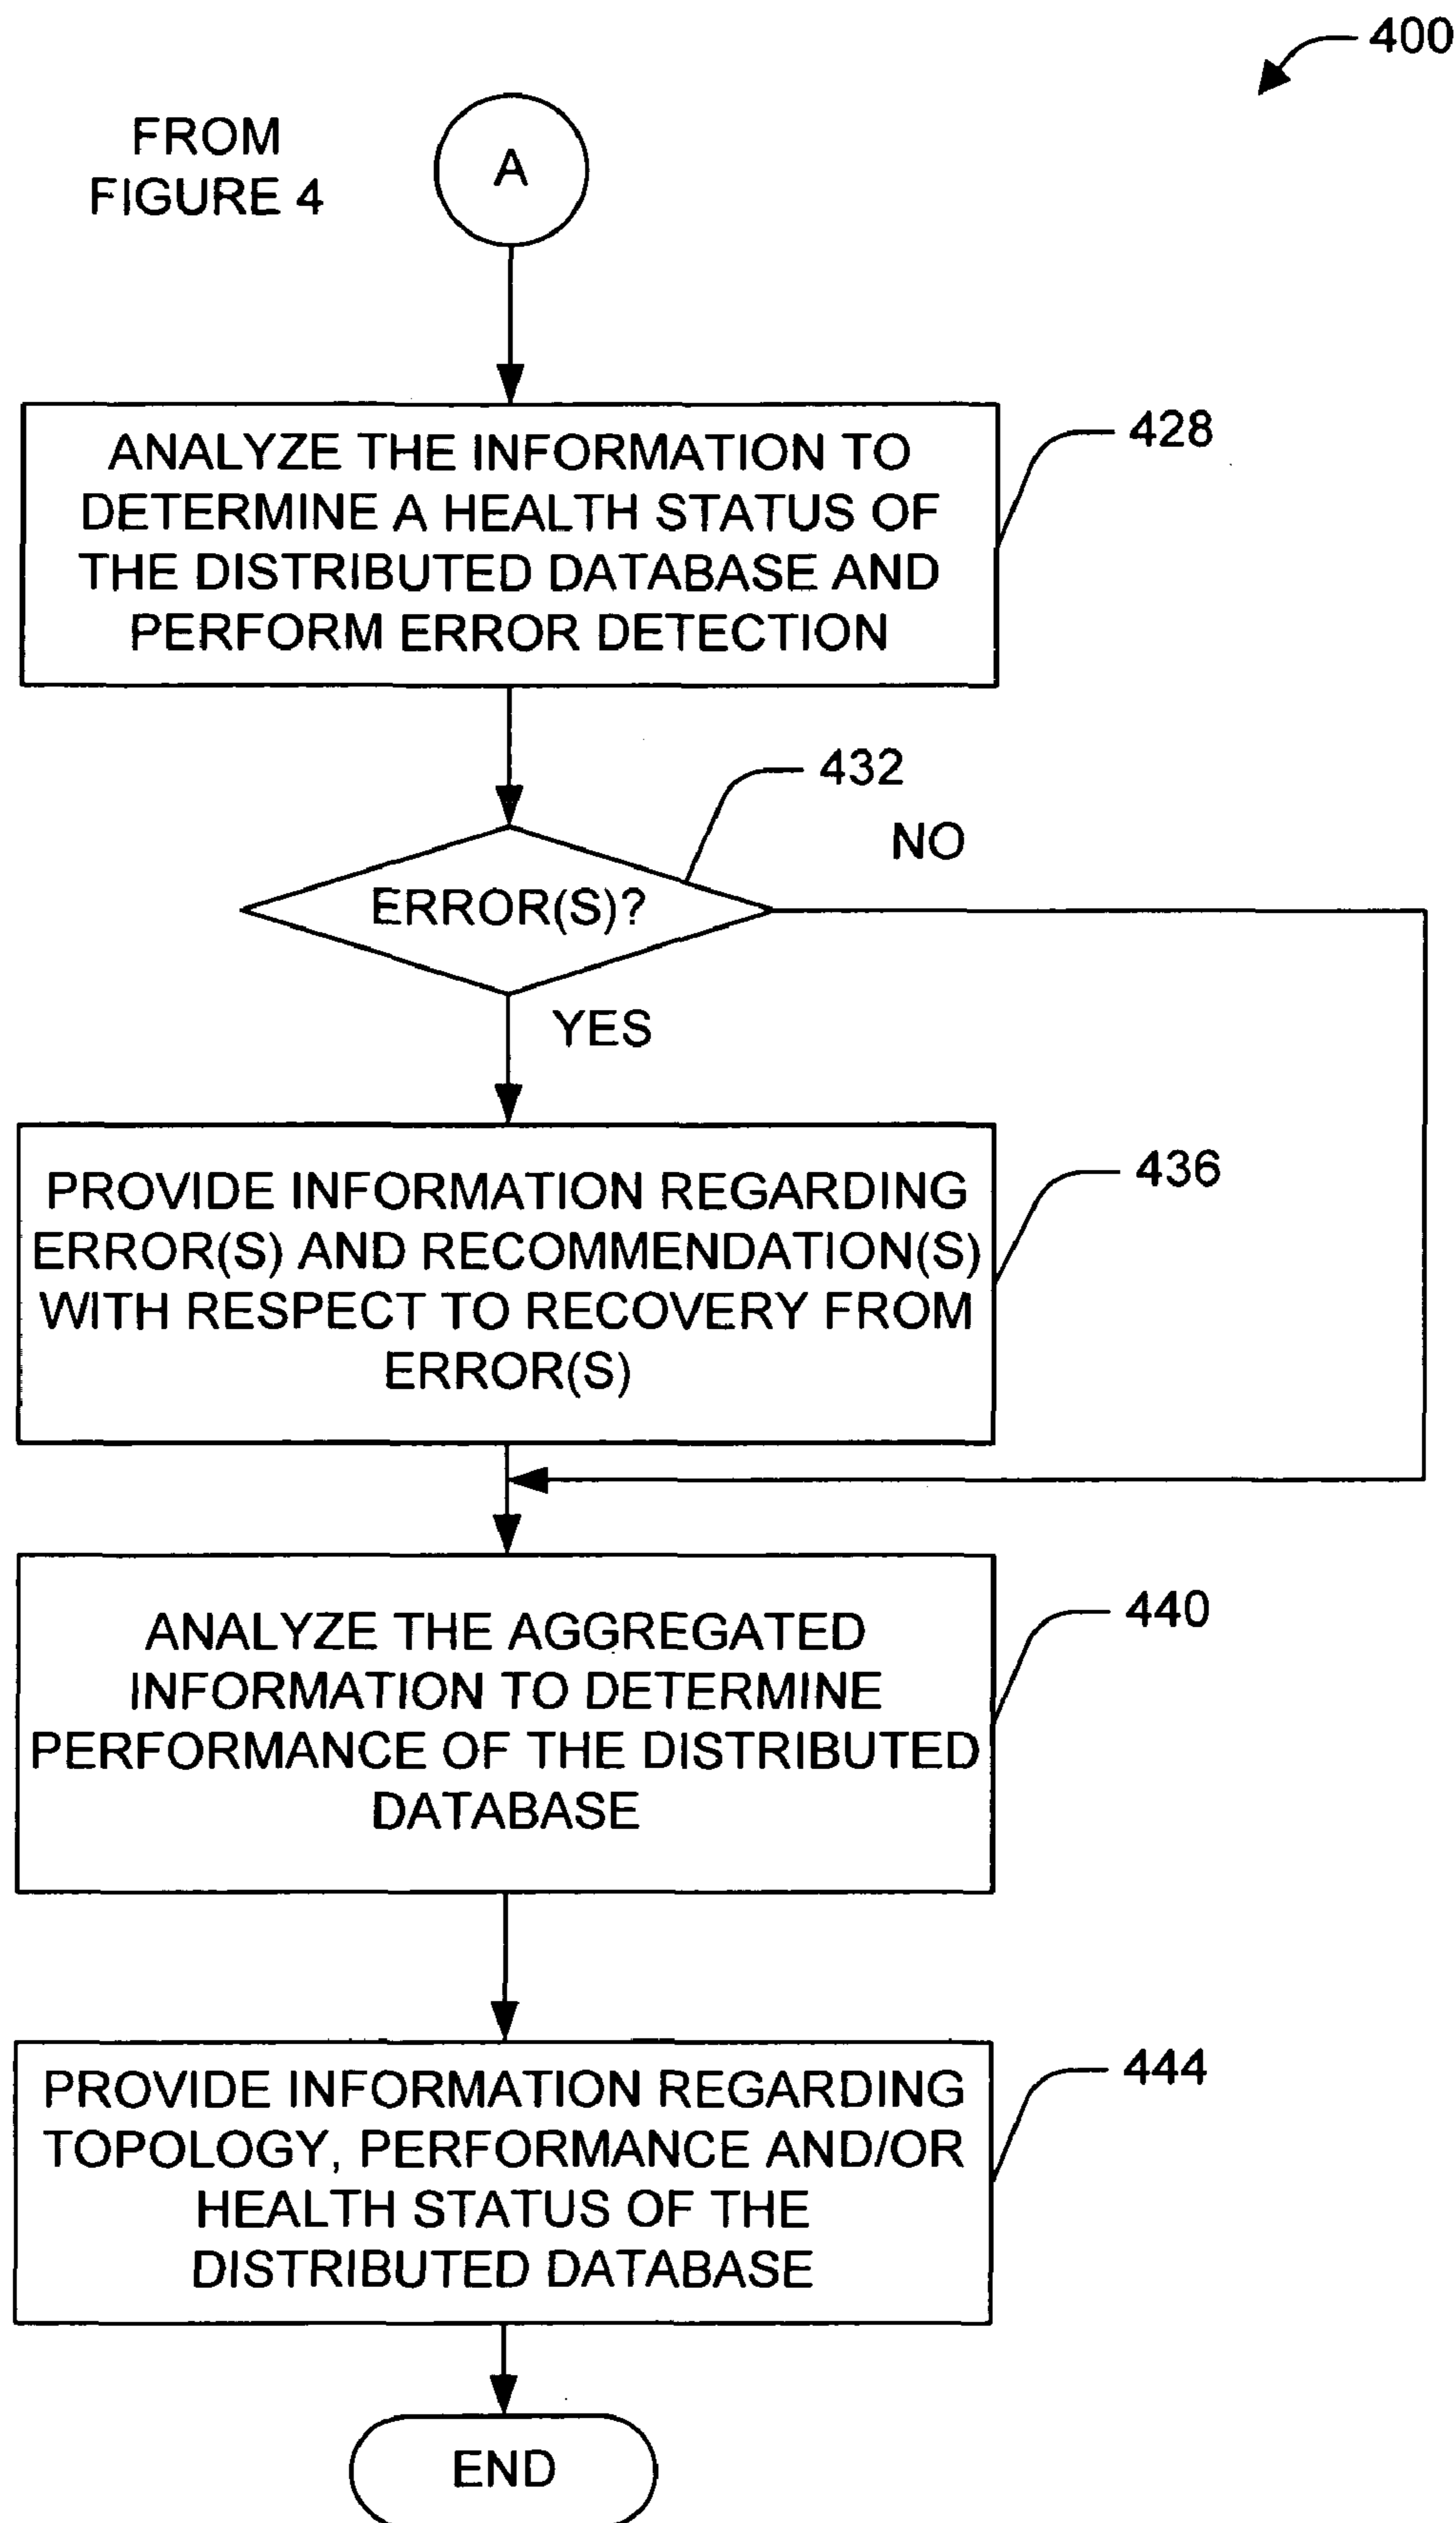 400
FROM
FIGURE 4
A
ANALYZE THE INFORMATION TO
DETERMINE A HEALTH STATUS OF
THE DISTRIBUTED DATABASE AND
PERFORM ERROR DETECTION
428
432
NO
ERROR(S)?
YES
PROVIDE INFORMATION REGARDING
ERROR(S) AND RECOMMENDATION(S)
WITH RESPECT TO RECOVERY FROM
ERROR(S)
436
ANALYZE THE AGGREGATED
INFORMATION TO DETERMINE
PERFORMANCE OF THE DISTRIBUTED
DATABASE
440
PROVIDE INFORMATION REGARDING
TOPOLOGY, PERFORMANCE AND/OR
HEALTH STATUS OF THE
DISTRIBUTED DATABASE
444
END